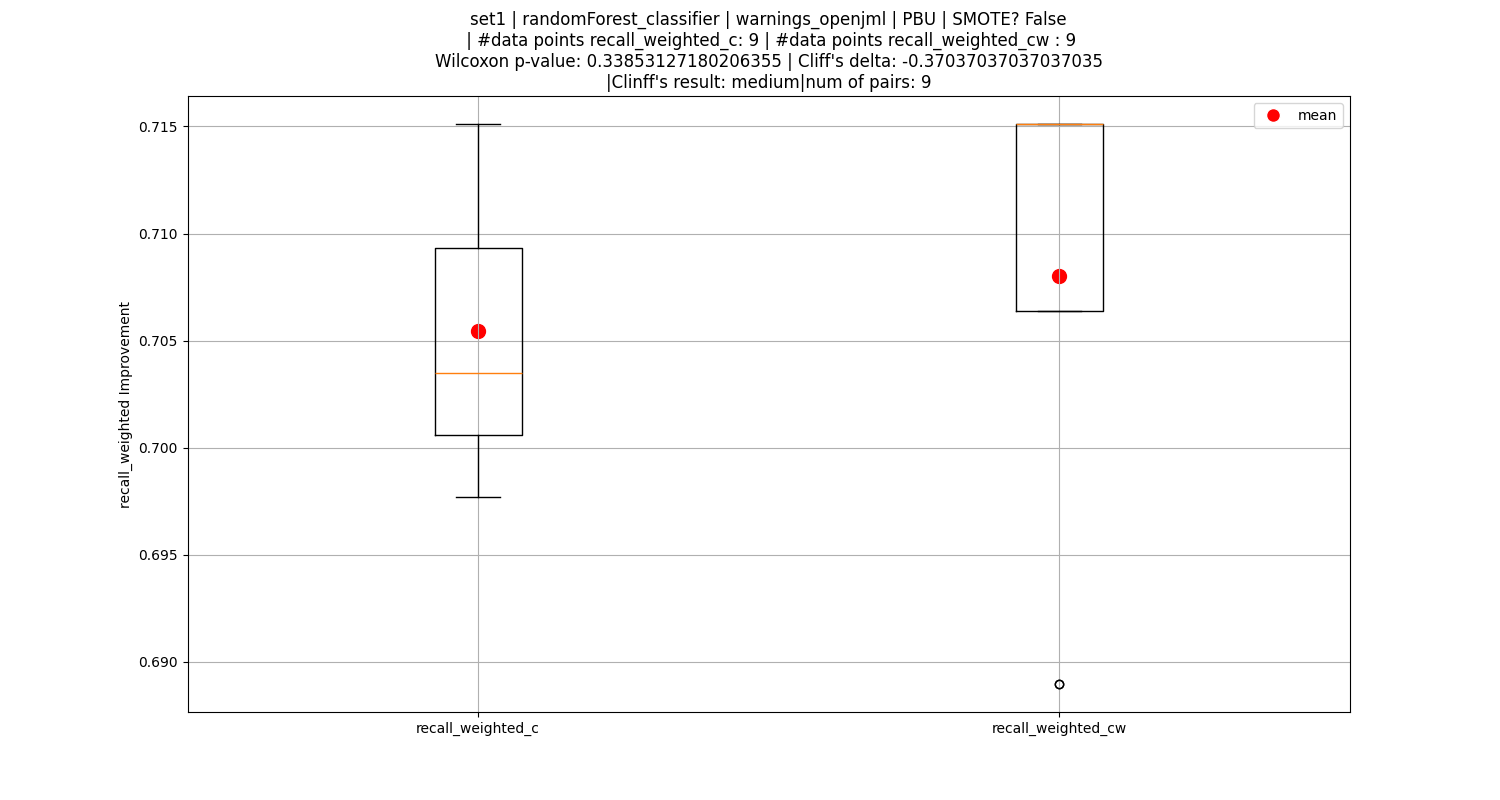 set1 | randomForest_classifier | warnings_openjml | PBU | SMOTE? False
| #data points recall_weighted_c: 9 | #data points recall_weighted_cw : 9
Wilcoxon p-value: 0.33853127180206355 | Cliff's delta: -0.37037037037037035
|Clinff's result: medium|num of pairs: 9
mean
recall_weighted Improvement
0.715
0.710
0.705
0.700
0.695
0.690
recall_weighted_c
recall_weighted_cw